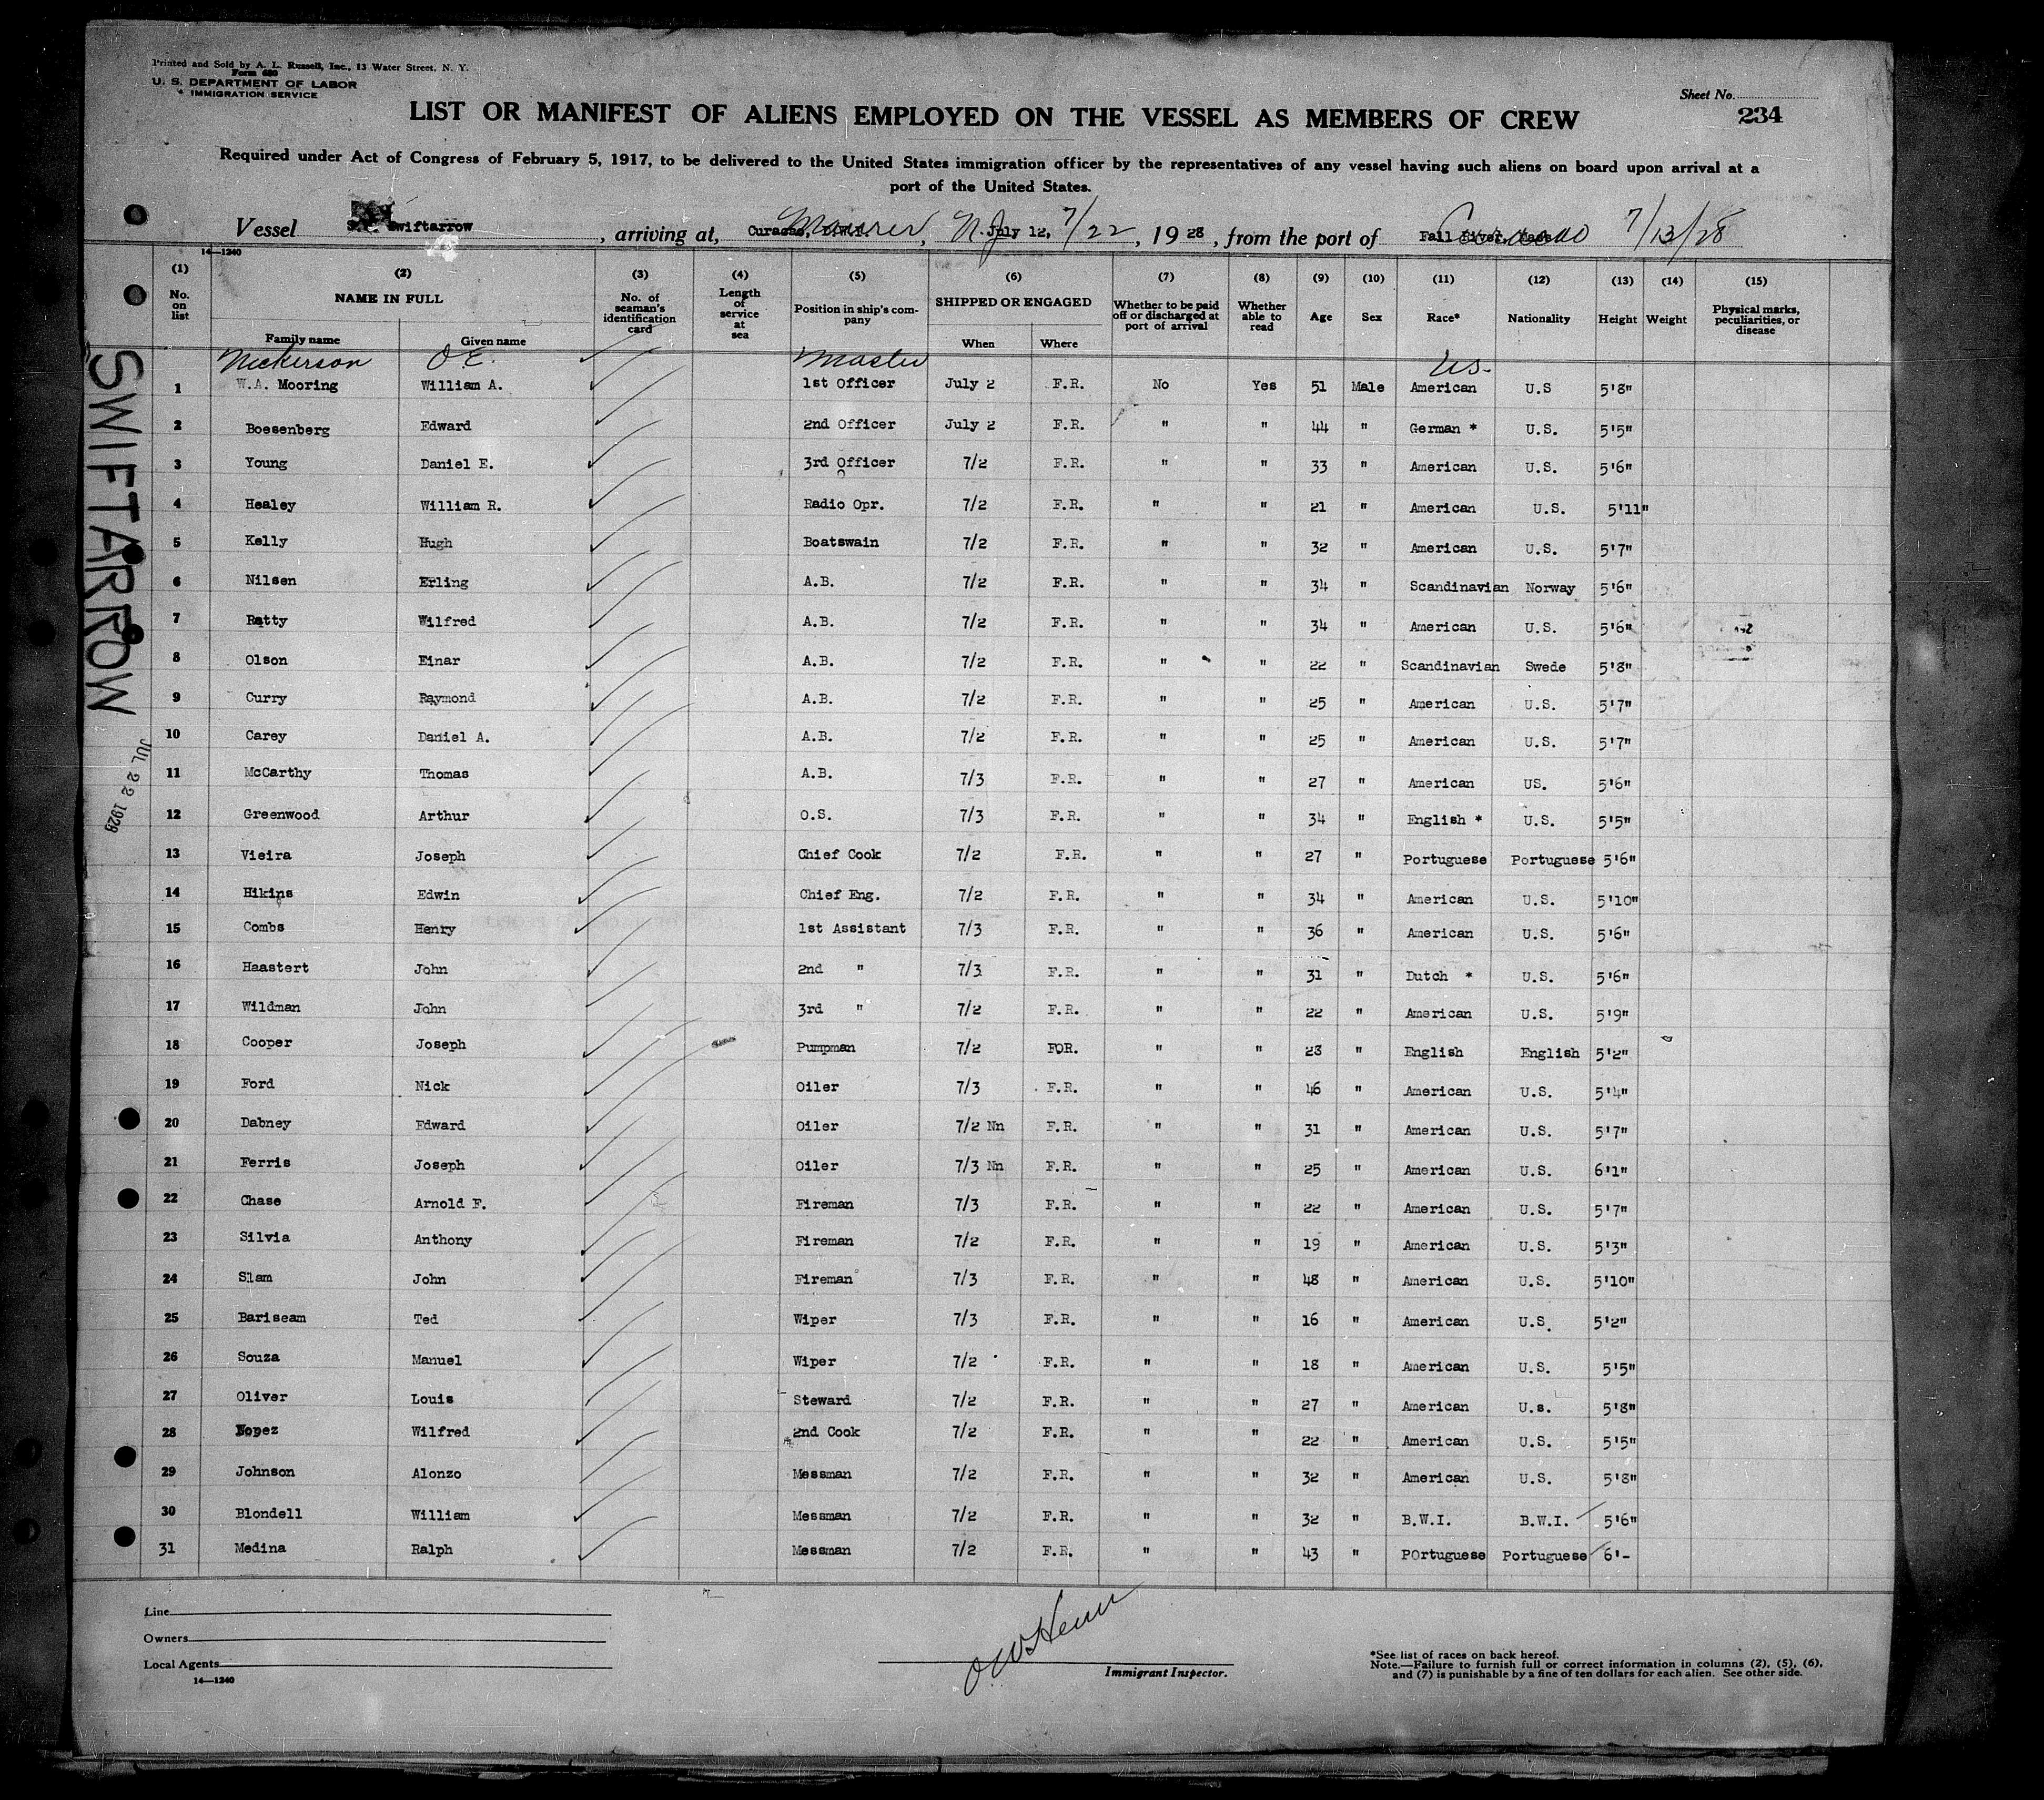 Printed and Sold by A. L. Russell, Inc., 13 Water Street, N. Y.
Form 680
U. S. DEPARTMENT OF LABOR
IMMIGRATION SERVICE
Sheet No.
234
LIST OR MANIFEST OF ALIENS EMPLOYED ON THE VESSEL AS MEMBERS OF CREW
Required under Act of Congress of February 5, 1917, to be delivered to the United States immigration officer by the representatives of any vessel having such aliens on board upon arrival at a
port of the United States.
Vessel Swiftarrow, arriving at, Curacao, Maurer, N.J. July 12, 7/22, 1928, from the port of Fall River, Curacao 7/13/28
14—1240
(1) No. on list (2) NAME IN FULL Family name Given name (3) No. of seaman's identification card (4) Length of service at sea (5) Position in ship's company (6) SHIPPED OR ENGAGED When Where (7) Whether to be paid off or discharged at port of arrival (8) Whether able to read (9) Age (10) Sex (11) Race* (12) Nationality (13) Height (14) Weight (15) Physical marks, peculiarities, or disease
Nickerson O.E. Master US-
1 W.A. Mooring William A. 1st Officer July 2 F.R. No Yes 51 Male American U.S 5'8"
2 Boesenberg Edward 2nd Officer July 2 F.R. " " 44 " German * U.S. 5'5"
3 Young Daniel E. 3rd Officer 7/2 F.R. " " 33 " American U.S. 5'6"
4 Healey William R. Radio Opr. 7/2 F.R. " " 21 " American U.S. 5'11"
5 Kelly Hugh Boatswain 7/2 F.R. " " 32 " American U.S. 5'7"
6 Nilsen Erling A.B. 7/2 F.R. " " 34 " Scandinavian Norway 5'6"
7 Ratty Wilfred A.B. 7/2 F.R. " " 34 " American U.S. 5'6"
8 Olson Einar A.B. 7/2 F.R. " " 22 " Scandinavian Swede 5'8"
9 Curry Raymond A.B. 7/2 F.R. " " 25 " American U.S. 5'7"
10 Carey Daniel A. A.B. 7/2 F.R. " " 25 " American U.S. 5'7"
11 McCarthy Thomas A.B. 7/3 F.R. " " 27 " American US. 5'6"
12 Greenwood Arthur O.S. 7/3 F.R. " " 34 " English * U.S. 5'5"
13 Vieira Joseph Chief Cook 7/2 F.R. " " 27 " Portuguese Portuguese 5'6"
14 Hikins Edwin Chief Eng. 7/2 F.R. " " 34 " American U.S. 5'10"
15 Combs Henry 1st Assistant 7/3 F.R. " " 36 " American U.S. 5'6"
16 Haastert John 2nd " 7/3 F.R. " " 31 " Dutch * U.S. 5'6"
17 Wildman John 3rd " 7/2 F.R. " " 22 " American U.S. 5'9"
18 Cooper Joseph Pumpman 7/2 FOR. " " 28 " English English 5'2"
19 Ford Nick Oiler 7/3 F.R. " " 46 " American U.S. 5'4"
20 Dabney Edward Oiler 7/2 Nn F.R. " " 31 " American U.S. 5'7"
21 Ferris Joseph Oiler 7/3 Nn F.R. " " 25 " American U.S. 6'1"
22 Chase Arnold F. Fireman 7/3 F.R. " " 22 " American U.S. 5'7"
23 Silvia Anthony Fireman 7/2 F.R. " " 19 " American U.S. 5'3"
24 Slam John Fireman 7/3 F.R. " " 48 " American U.S. 5'10"
25 Bariseam Ted Wiper 7/3 F.R. " " 16 " American U.S. 5'2"
26 Souza Manuel Wiper 7/2 F.R. " " 18 " American U.S. 5'5"
27 Oliver Louis Steward 7/2 F.R. " " 27 " American U.s. 5'8"
28 Lopez Wilfred 2nd Cook 7/2 F.R. " " 22 " American U.S. 5'5"
29 Johnson Alonzo Messman 7/2 F.R. " " 32 " American U.S. 5'8"
30 Blondell William Messman 7/2 F.R. " " 32 " B.W.I. B.W.I. 5'6"
31 Medina Ralph Messman 7/2 F.R. " " 43 " POrtuguese Portuguese 6'-
SWIFTARROW
JUL 22 1928
Line
Owners
Local Agents
14—1240
Immigrant Inspector.
*See list of races on back hereof.
Note.—Failure to furnish full or correct information in columns (2), (5), (6),
and (7) is punishable by a fine of ten dollars for each alien. See other side.